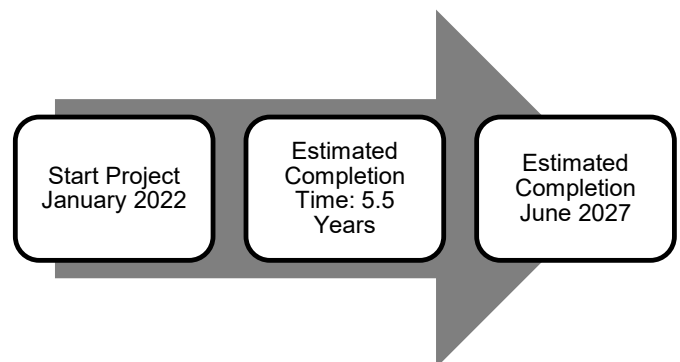 Start Project
January 2022
Estimated
Completion
Time: 5.5
Years
Estimated
Completion
June 2027